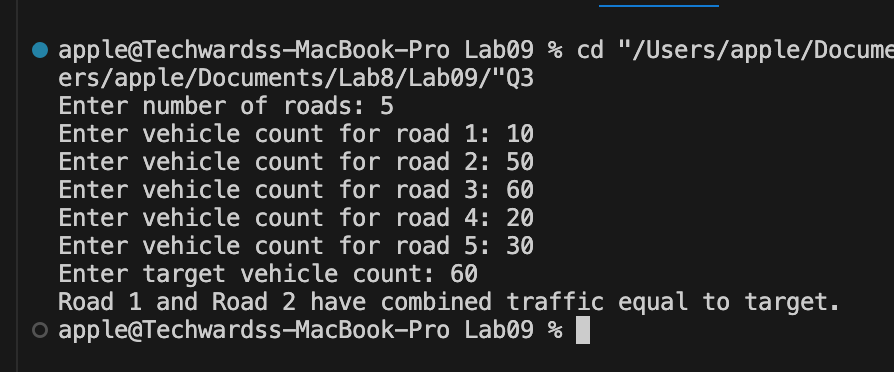 apple@Techwardss-MacBook-Pro Lab09 % cd "/Users/apple/Docume
ers/apple/Documents/Lab8/Lab09/"Q3
Enter number of roads: 5
Enter vehicle count for road 1: 10
Enter vehicle count for road 2: 50
Enter vehicle count for road 3: 60
Enter vehicle count for road 4: 20
Enter vehicle count for road 5: 30
Enter target vehicle count: 60
Road 1 and Road 2 have combined traffic equal to target.
apple@Techwardss-MacBook-Pro Lab09 %